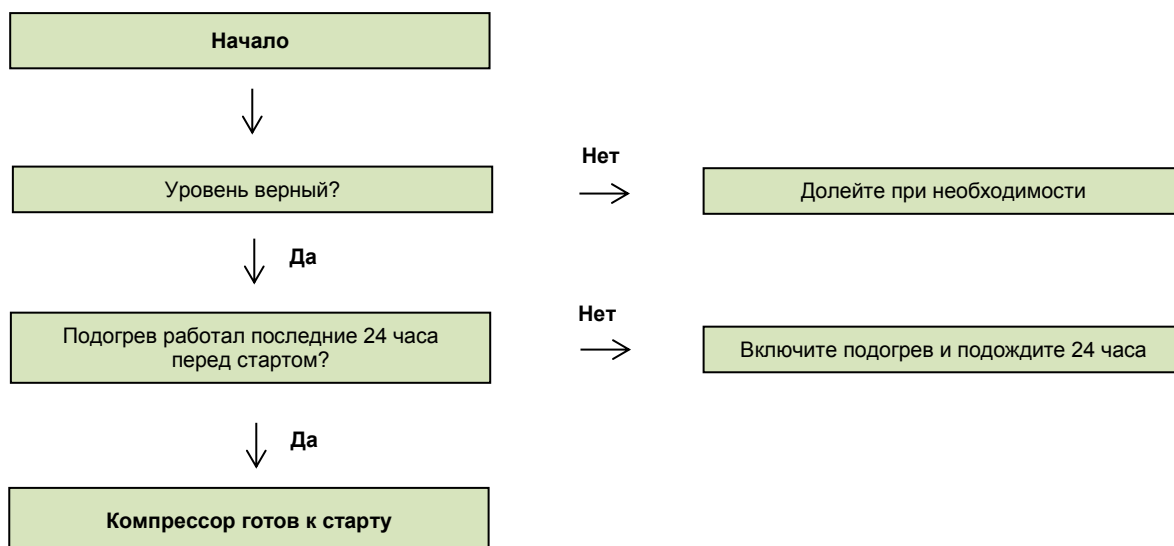 Начало
Нет
Уровень верный?
Долейте при необходимости
Да
Нет
Подогрев работал последние 24 часа
перед стартом?
Включите подогрев и подождите 24 часа
Да
Компрессор готов к старту